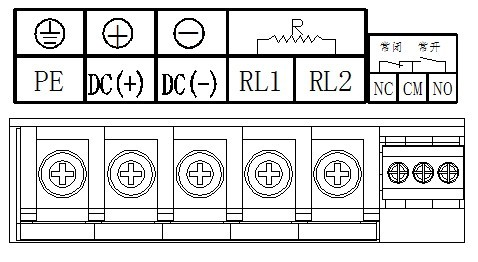 R
常闭 常开
PE DC(+) DC(-) RL1 RL2 NC CM NO